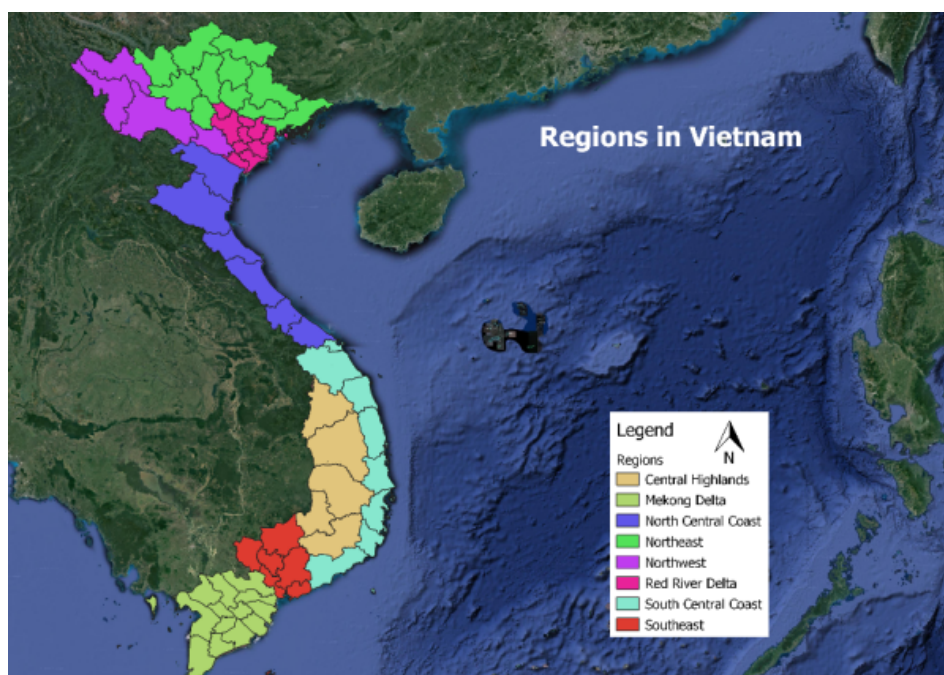 Regions in Vietnam
Legend
N
Regions
Central Highlands
Mekong Delta
North Central Coast
Northeast
Northwest
Red River Delta
South Central Coast
Southeast